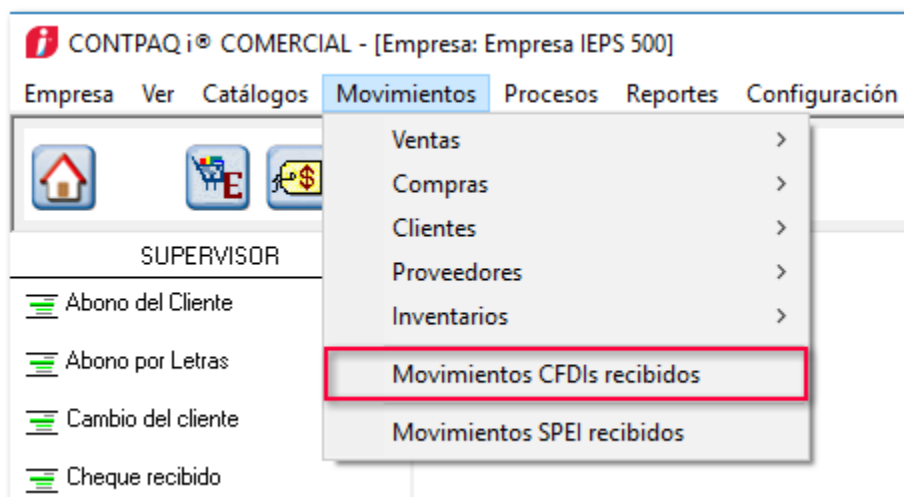 CONTPAQ i® COMERCIAL - [Empresa: Empresa IEPS 500]
Empresa Ver Catálogos Movimientos Procesos Reportes Configuración
Ventas
Compras
Clientes
Proveedores
Inventarios
Movimientos CFDIs recibidos
Movimientos SPEI recibidos
E
$
SUPERVISOR
Abono del Cliente
Abono por Letras
Cambio del cliente
Cheque recibido